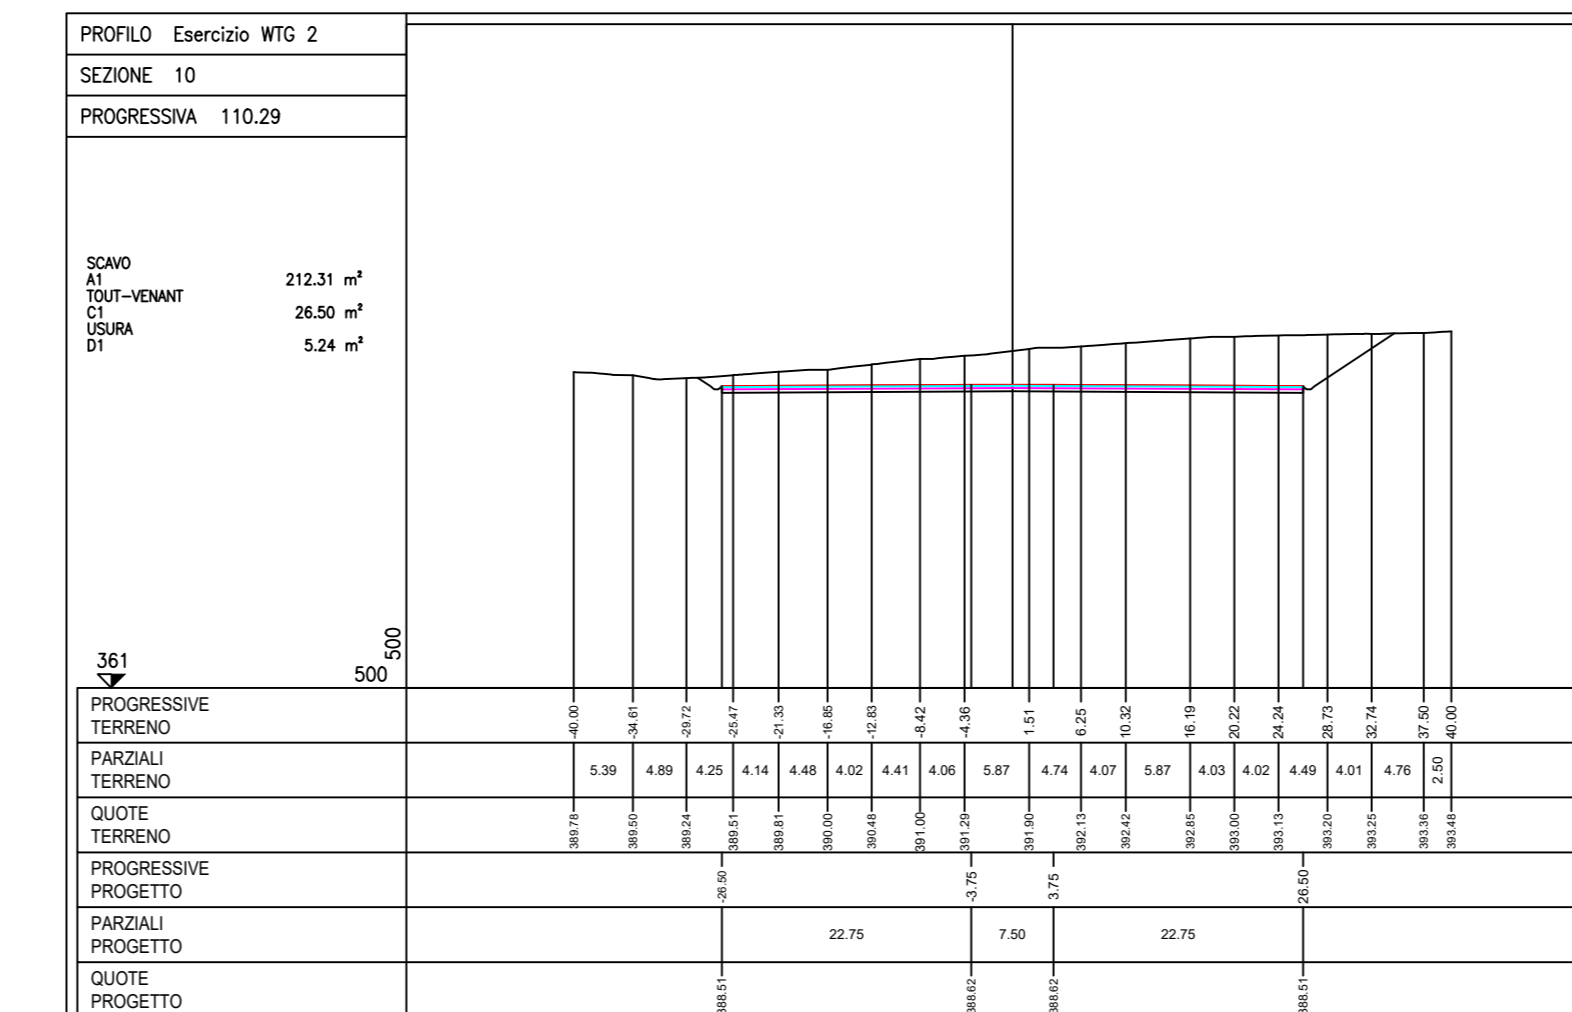 PROFILO Esercizio WTG 2
SEZIONE 10
PROGRESSIVA 110.29
SCAVO
A1 212.31 m²
TOUT-VENANT
C1 26.50 m²
USURA
D1 5.24 m²
361
500
500
PROGRESSIVE
TERRENO
-40.00 -34.61 -29.72 -25.47 -21.33 -16.85 -12.83 -8.42 -4.36 1.51 6.25 10.32 16.19 20.22 24.24 28.73 32.74 37.50 40.00
PARZIALI
TERRENO
5.39 4.89 4.25 4.14 4.48 4.02 4.41 4.06 5.87 4.74 4.07 5.87 4.03 4.02 4.49 4.01 4.76 2.50
QUOTE
TERRENO
389.78 389.50 389.24 389.51 389.81 390.00 390.48 391.00 391.29 391.90 392.13 392.42 392.85 393.00 393.13 393.20 393.25 393.36 393.48
PROGRESSIVE
PROGETTO
-26.50 -3.75 3.75 26.50
PARZIALI
PROGETTO
22.75 7.50 22.75
QUOTE
PROGETTO
388.51 388.62 388.62 388.51